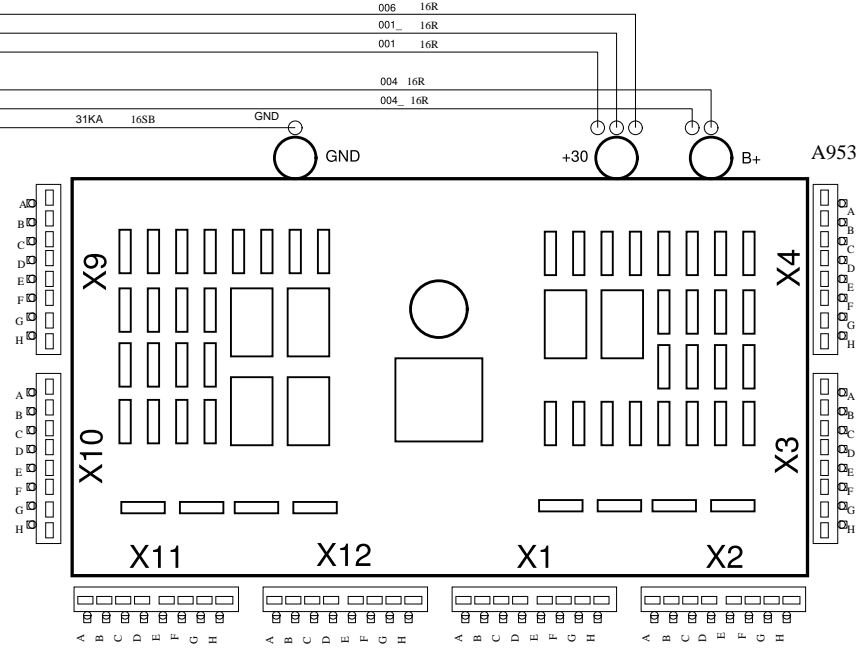 006 16R
001_ 16R
001 16R
004 16R
004_ 16R
31KA 16SB GND
GND +30 B+ A953
A
B
C
D
E
F
G
H
X9
X4
A
B
C
D
E
F
G
H
A
B
C
D
E
F
G
H
X10
X3
A
B
C
D
E
F
G
H
X11 X12 X1 X2
A B C D E F G H
A B C D E F G H
A B C D E F G H
A B C D E F G H